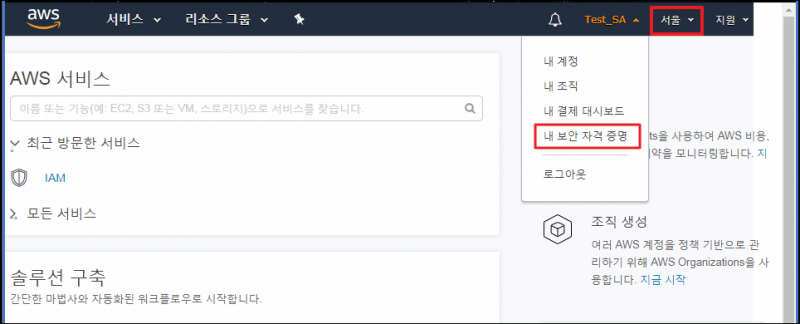 aws 서비스 리소스 그룹 Test_SA 서울 지원
내 계정
내 조직
내 결제 대시보드
내 보안 자격 증명
로그아웃
AWS 서비스
이름 또는 기능(예: EC2, S3 또는 VM, 스토리지)으로 서비스를 찾습니다.
최근 방문한 서비스
IAM
모든 서비스
솔루션 구축
간단한 마법사와 자동화된 워크플로우로 시작합니다.
ts을 사용하여 AWS 비용,
약을 모니터링합니다. 지
조직 생성
여러 AWS 계정을 정책 기반으로 관
리하기 위해 AWS Organizations을 사
용합니다. 지금 시작